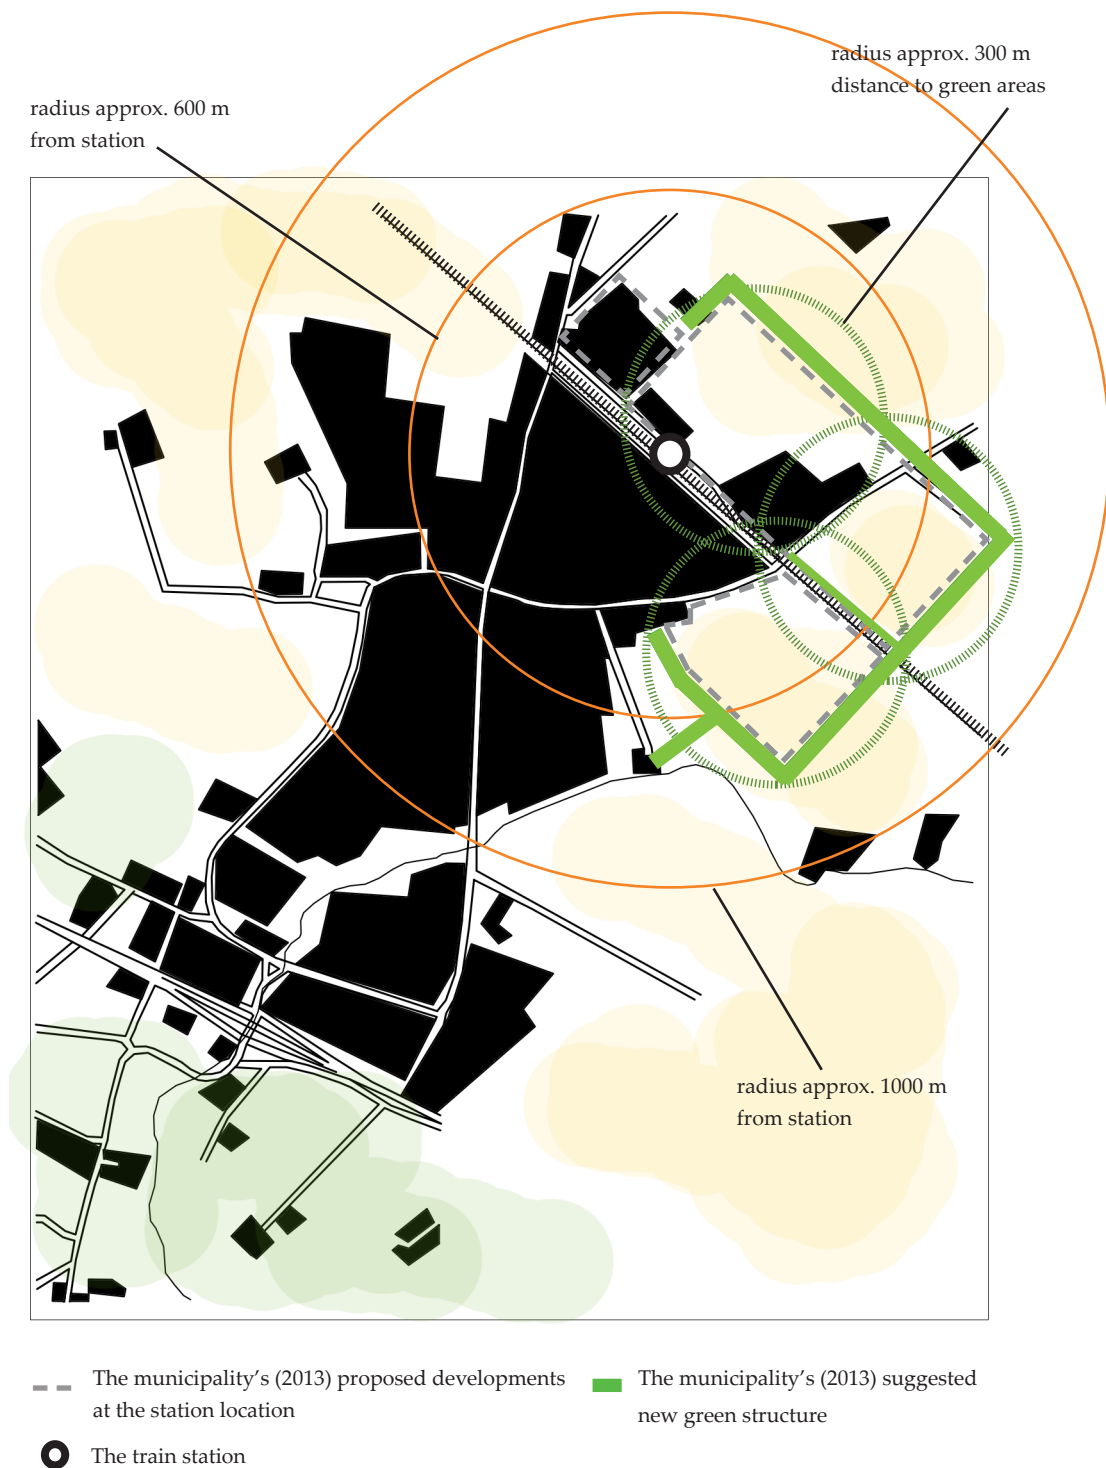 radius approx. 300 m
distance to green areas
radius approx. 600 m
from station
radius approx. 1000 m
from station
The municipality's (2013) proposed developments
at the station location
The municipality's (2013) suggested
new green structure
The train station